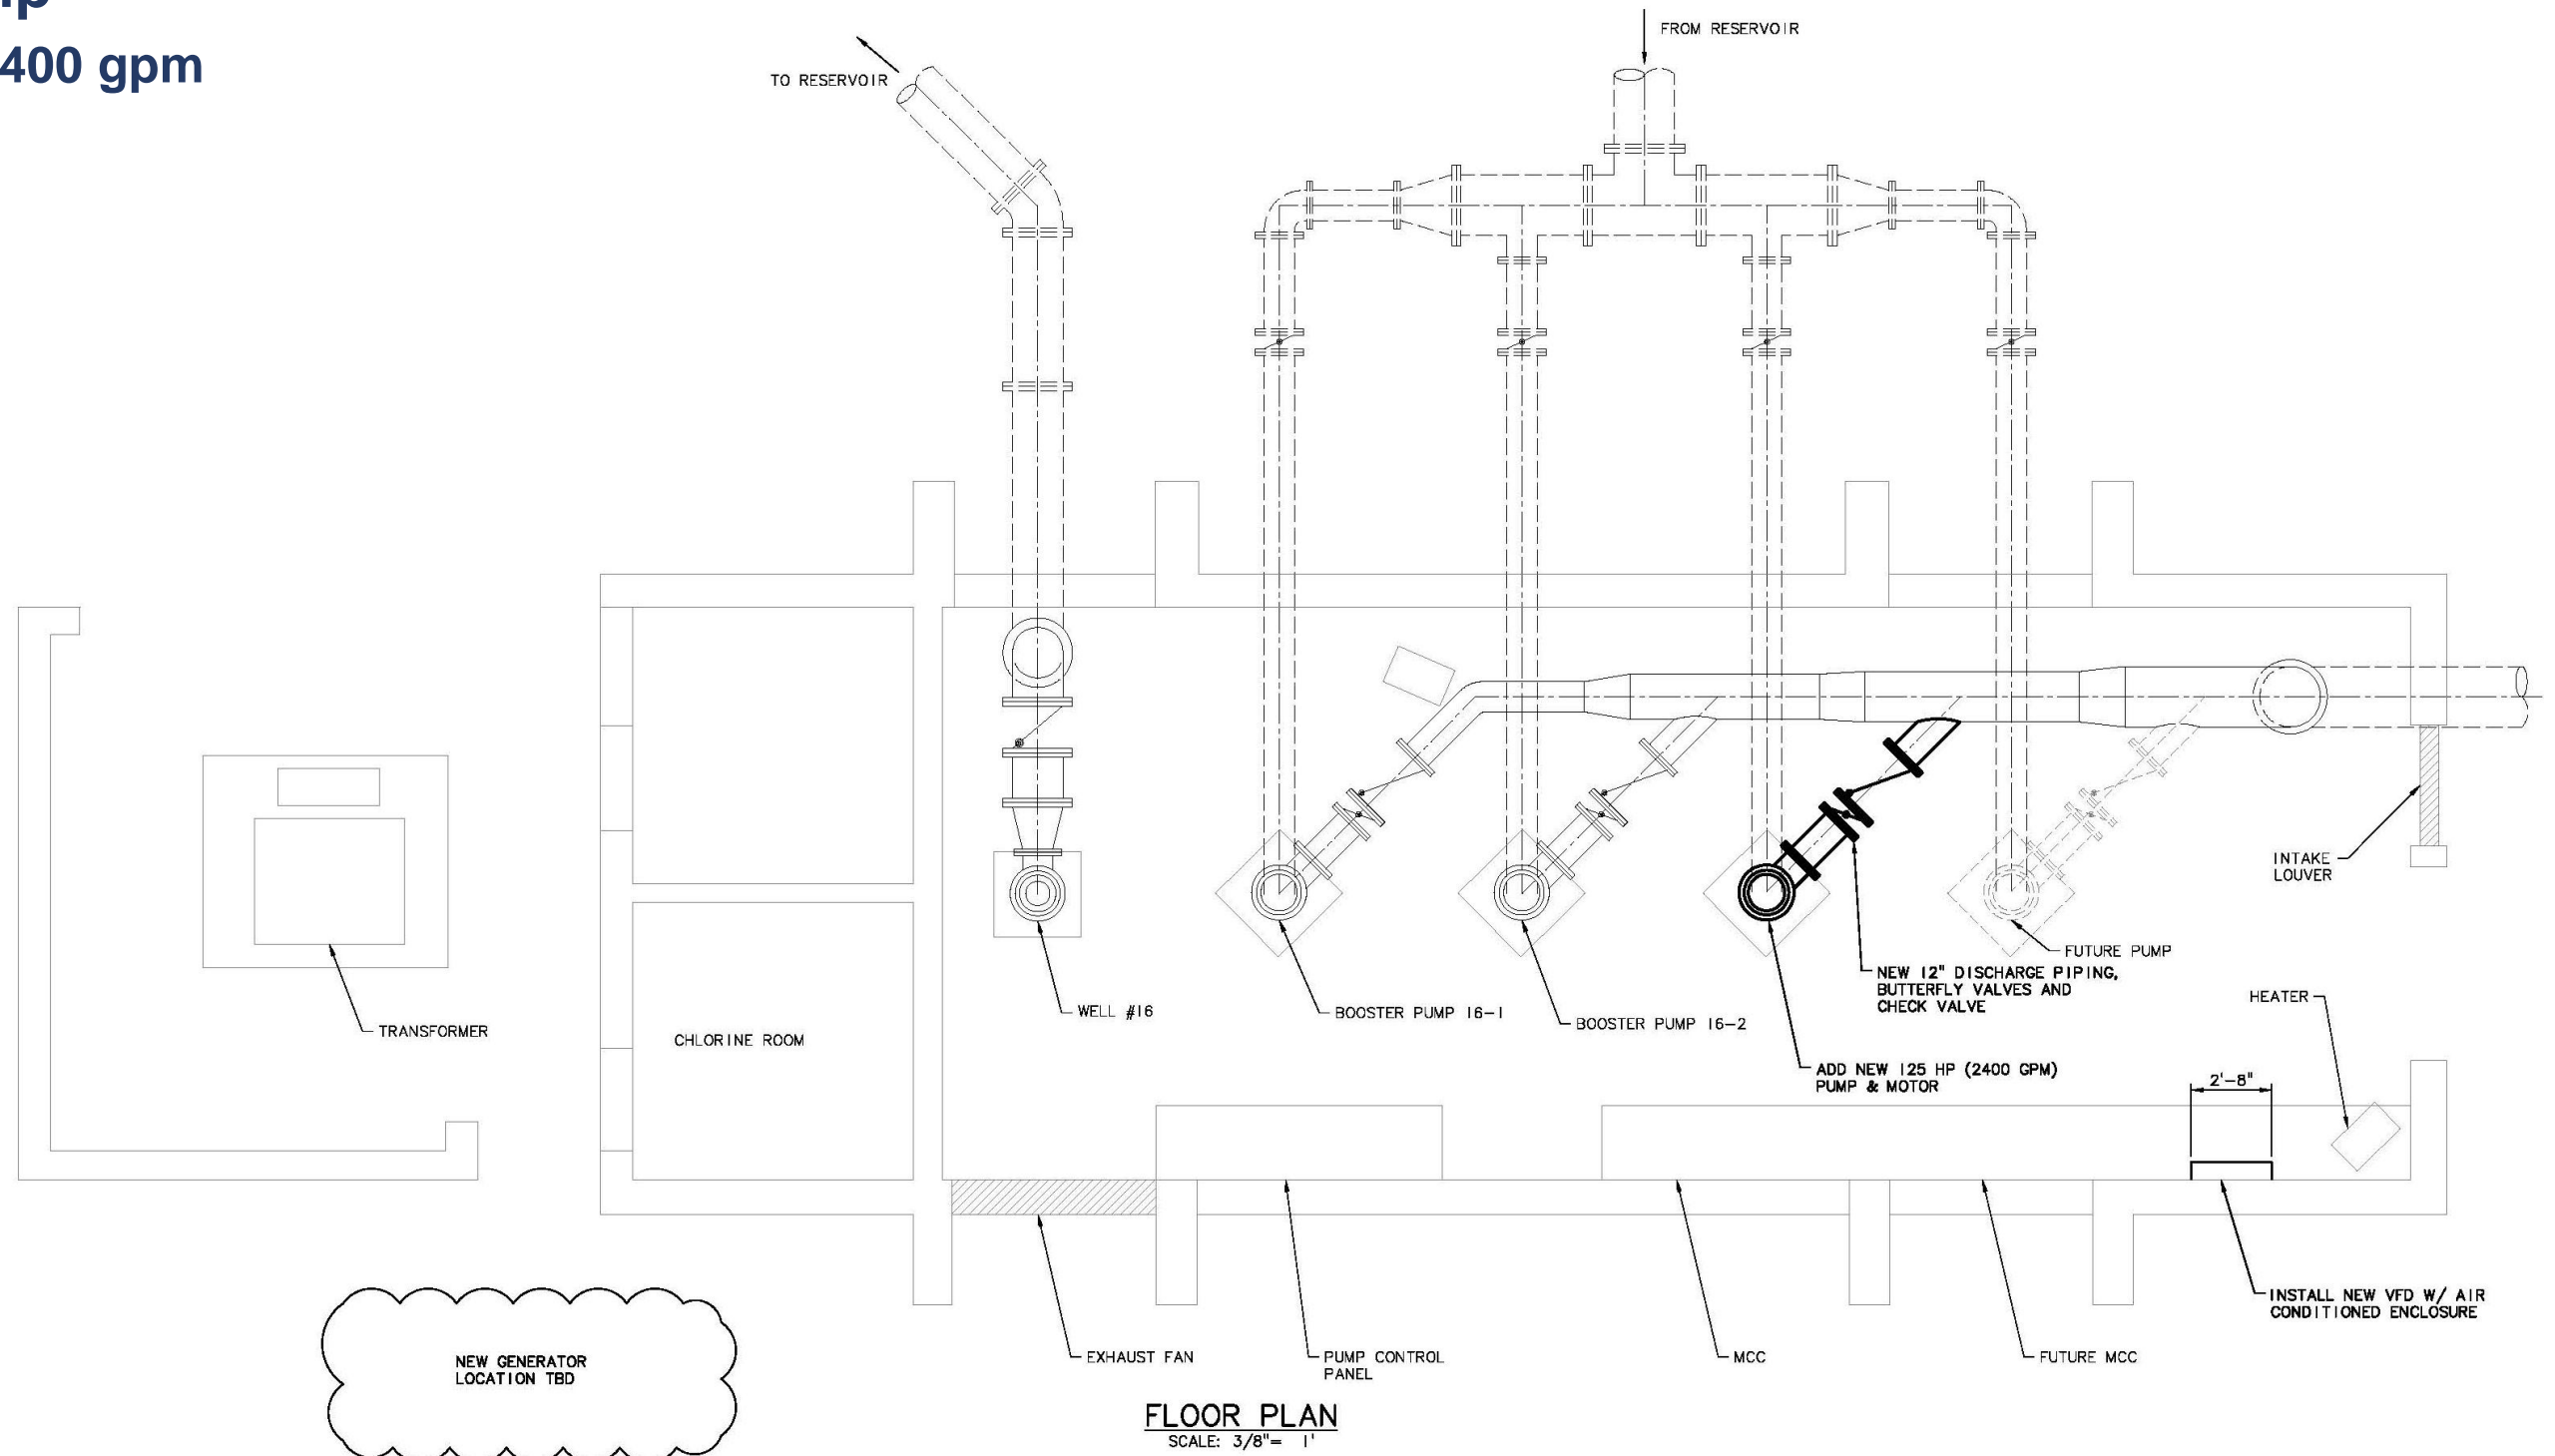 400 gpm
FROM RESERVOIR
TO RESERVOIR
INTAKE
LOUVER
FUTURE PUMP
NEW 12" DISCHARGE PIPING,
BUTTERFLY VALVES AND
CHECK VALVE
HEATER
WELL #16
BOOSTER PUMP 16-1
BOOSTER PUMP 16-2
TRANSFORMER
CHLORINE ROOM
ADD NEW 125 HP (2400 GPM)
PUMP & MOTOR
2'-8"
INSTALL NEW VFD W/ AIR
CONDITIONED ENCLOSURE
NEW GENERATOR
LOCATION TBD
EXHAUST FAN
PUMP CONTROL
PANEL
MCC
FUTURE MCC
FLOOR PLAN
SCALE: 3/8"= 1'